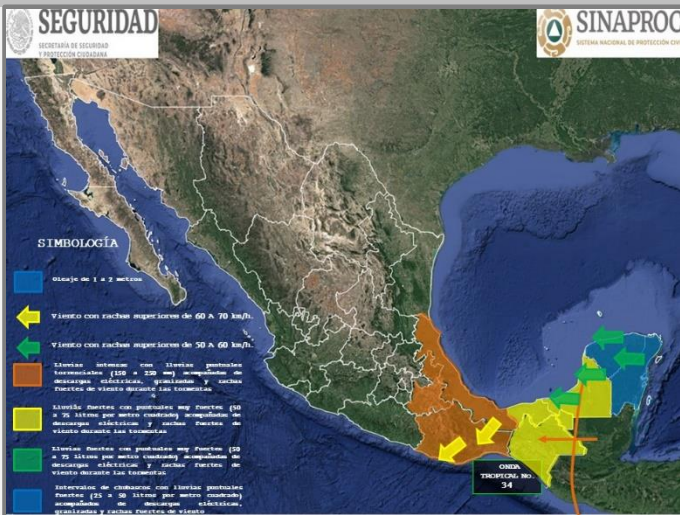 SEGURIDAD
SECRETARÍA DE SEGURIDAD
Y PROTECCIÓN CIUDADANA
SINAPROC
SISTEMA NACIONAL DE PROTECCIÓN CIVI
SIMBOLOGÍA
Oleaje de 1 a 2 metros
Viento con rachas superiores de 60 A 70 km/h.
Viento con rachas superiores de 50 A 60 km/h.
Lluvias intensas con lluvias puntuales
torrenciales (150 a 250 mm) acompañadas de
descargas eléctricas, granizadas y rachas
fuertes de viento durante las tormentas
Lluvias fuertes con puntuales muy fuertes (50
a 75 litros por metro cuadrado) acompañadas de
descargas eléctricas y rachas fuertes de
viento durante las tormentas
Lluvias fuertes con puntuales muy fuertes (50
a 75 litros por metro cuadrado) acompañadas de
descargas eléctricas y rachas fuertes de
viento durante las tormentas
Intervalos de chubascos con lluvias puntuales
fuertes (25 a 50 litros por metro cuadrado)
acompañados de descargas eléctricas,
granizadas y rachas fuertes de viento
ONDA
TROPICAL No.
34